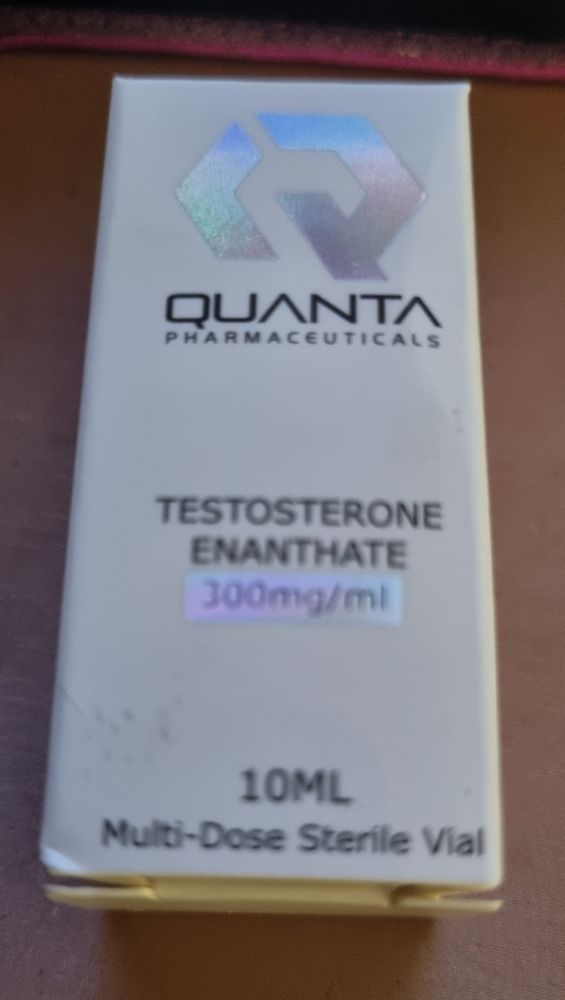 QUANTA
PHARMACEUTICALS
TESTOSTERONE
ENANTHATE
300mg/ml
10ML
Multi-Dose Sterile Vial